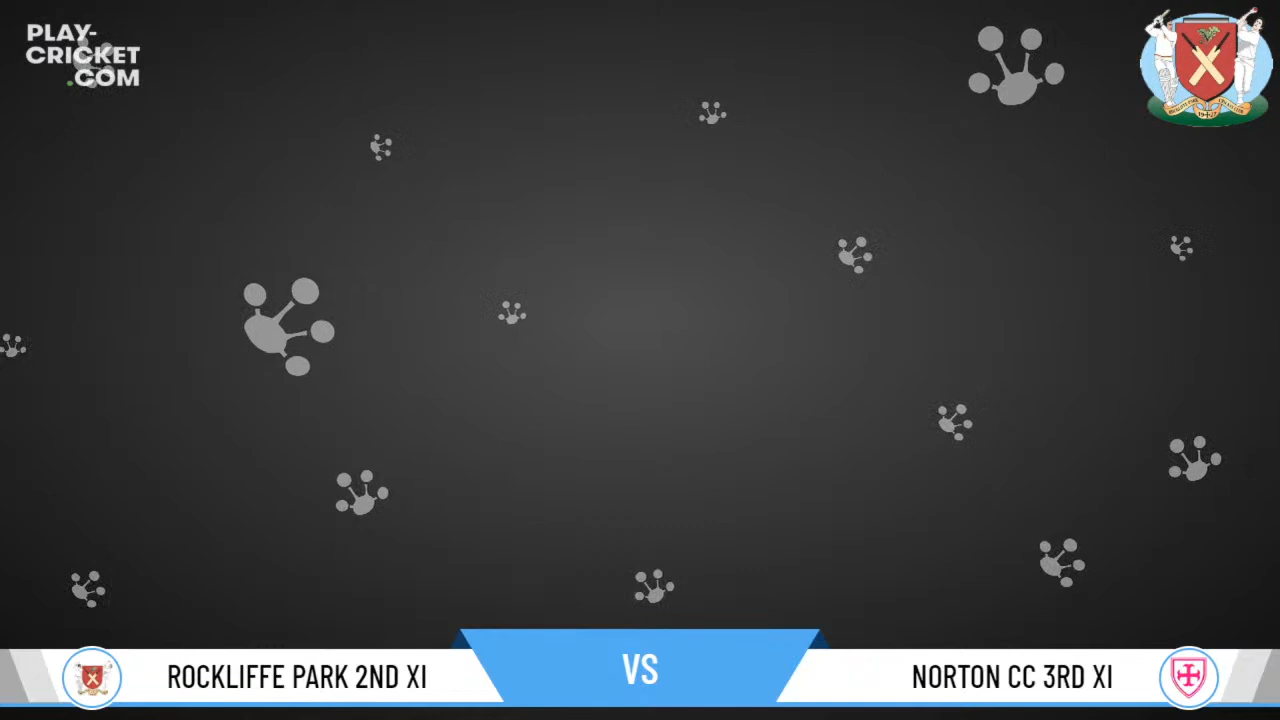 PLAY-
CRICKET
.COM
ROCKLIFFE PARK 2ND XI
VS
NORTON CC 3RD XI